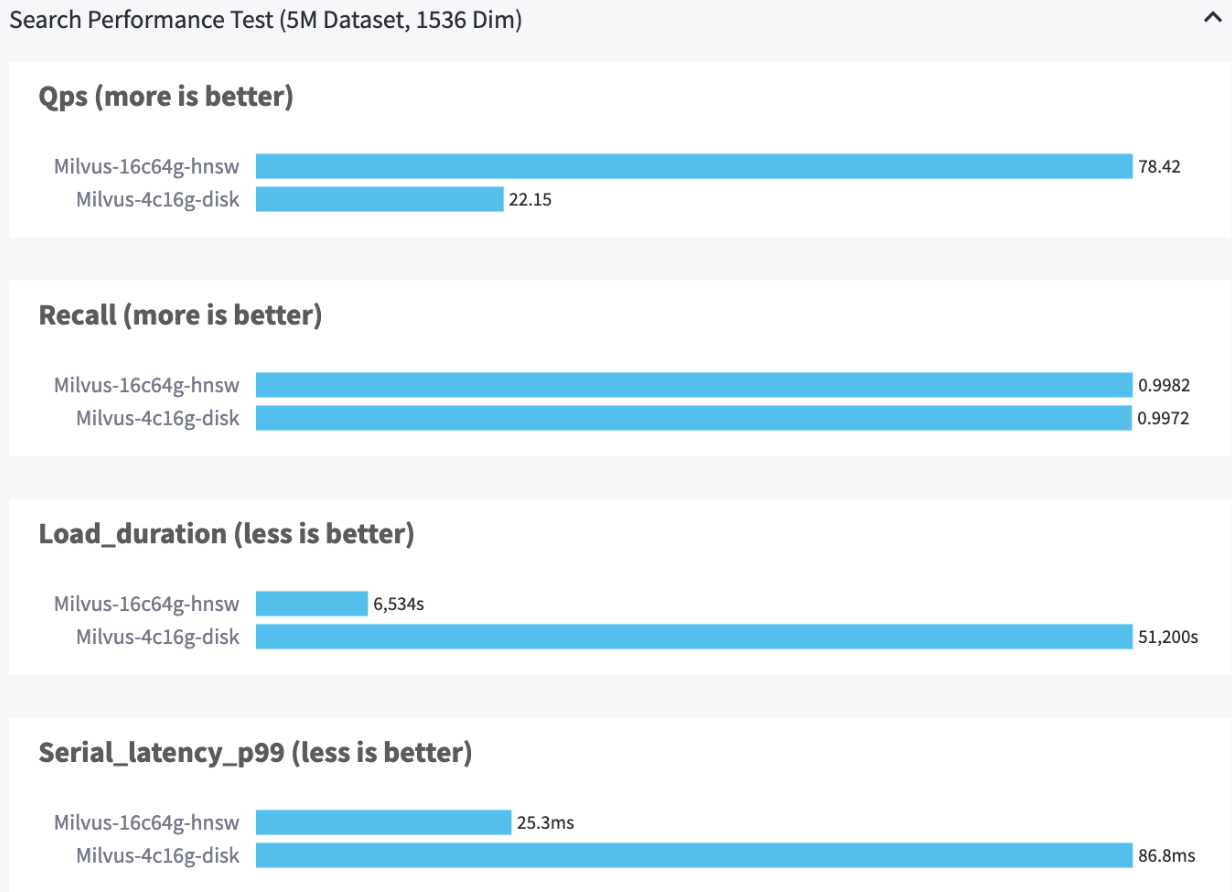 Search Performance Test (5M Dataset, 1536 Dim)
Qps (more is better)
Milvus-16c64g-hnsw 78.42
Milvus-4c16g-disk 22.15
Recall (more is better)
Milvus-16c64g-hnsw 0.9982
Milvus-4c16g-disk 0.9972
Load_duration (less is better)
Milvus-16c64g-hnsw 6,534s
Milvus-4c16g-disk 51,200s
Serial_latency_p99 (less is better)
Milvus-16c64g-hnsw 25.3ms
Milvus-4c16g-disk 86.8ms